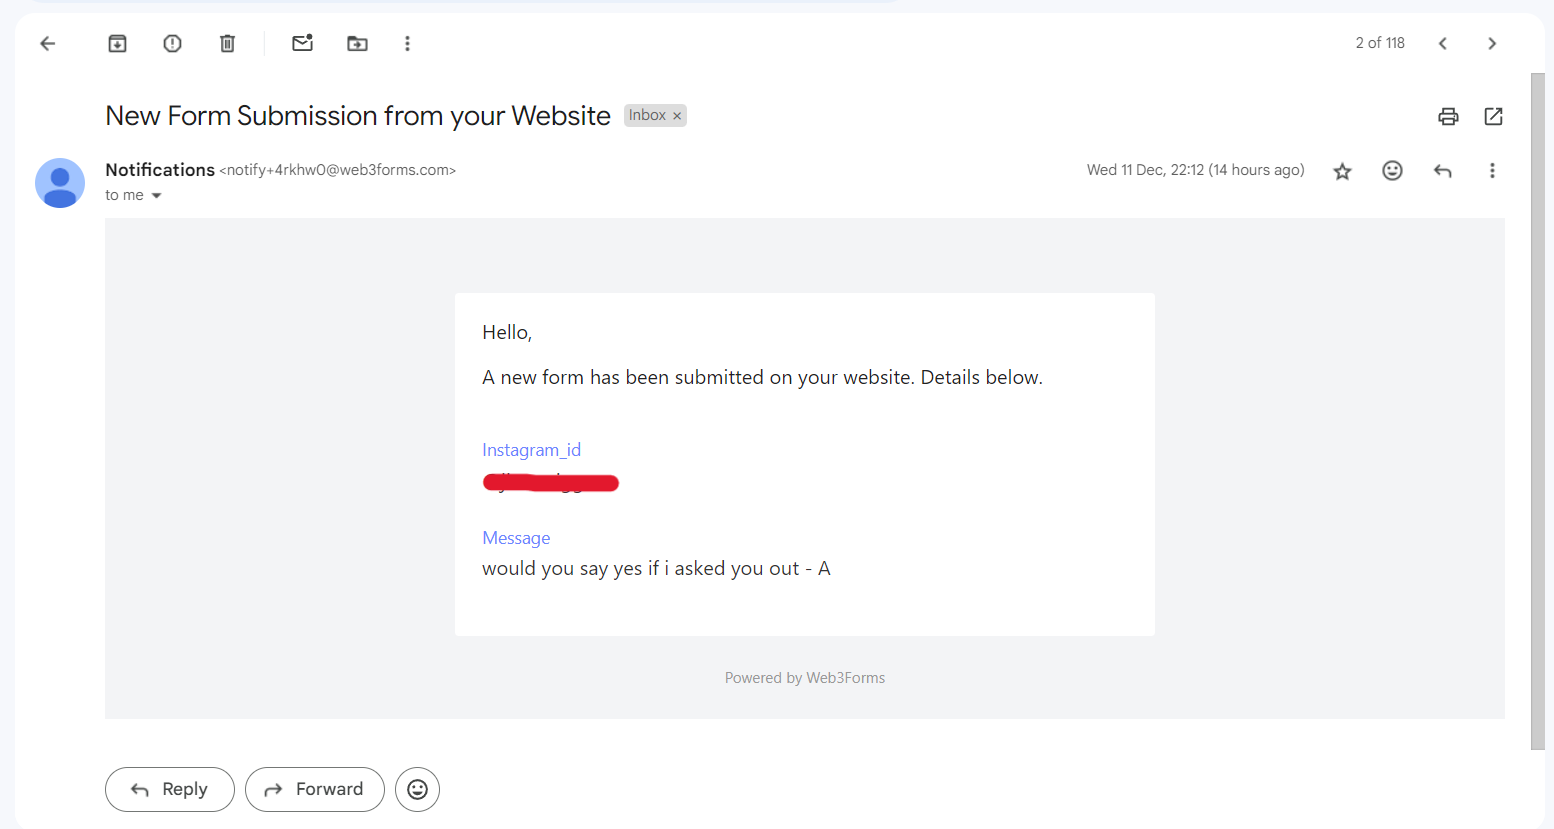 2 of 118
New Form Submission from your Website Inbox ×
Notifications <notify+4rkhw0@web3forms.com> Wed 11 Dec, 22:12 (14 hours ago)
to me
Hello,
A new form has been submitted on your website. Details below.
Instagram_id
Message
would you say yes if i asked you out - A
Powered by Web3Forms
Reply Forward